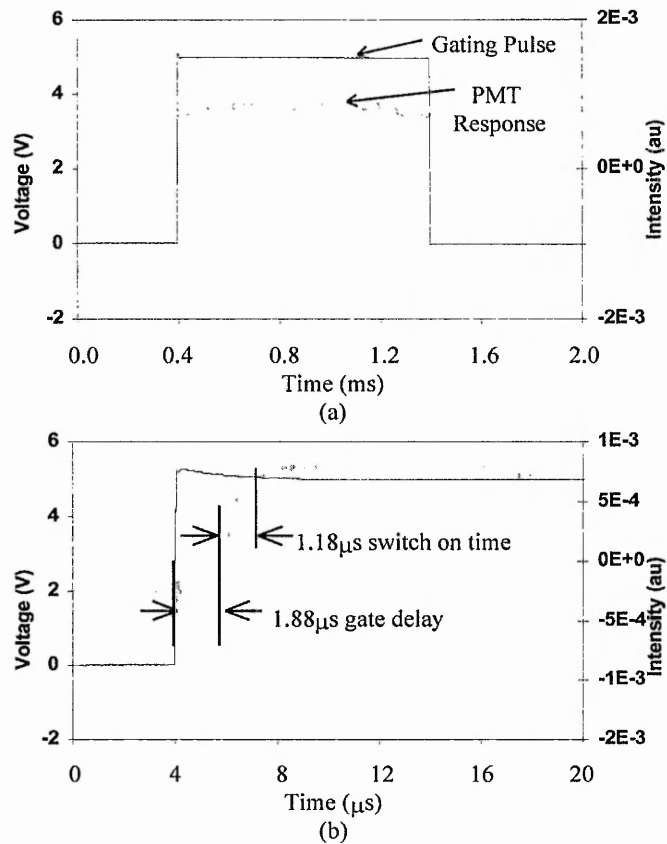 6
2E-3
Gating Pulse
4
PMT
Response
Voltage (V)
2
0E+0
Intensity (au)
0
-2
-2E-3
0.0 0.4 0.8 1.2 1.6 2.0
Time (ms)
(a)
6
1E-3
5E-4
4
1.18μs switch on time
0E+0
Voltage (V)
2
Intensity (au)
1.88μs gate delay
-5E-4
0
-1E-3
-2
-2E-3
0 4 8 12 16 20
Time (μs)
(b)